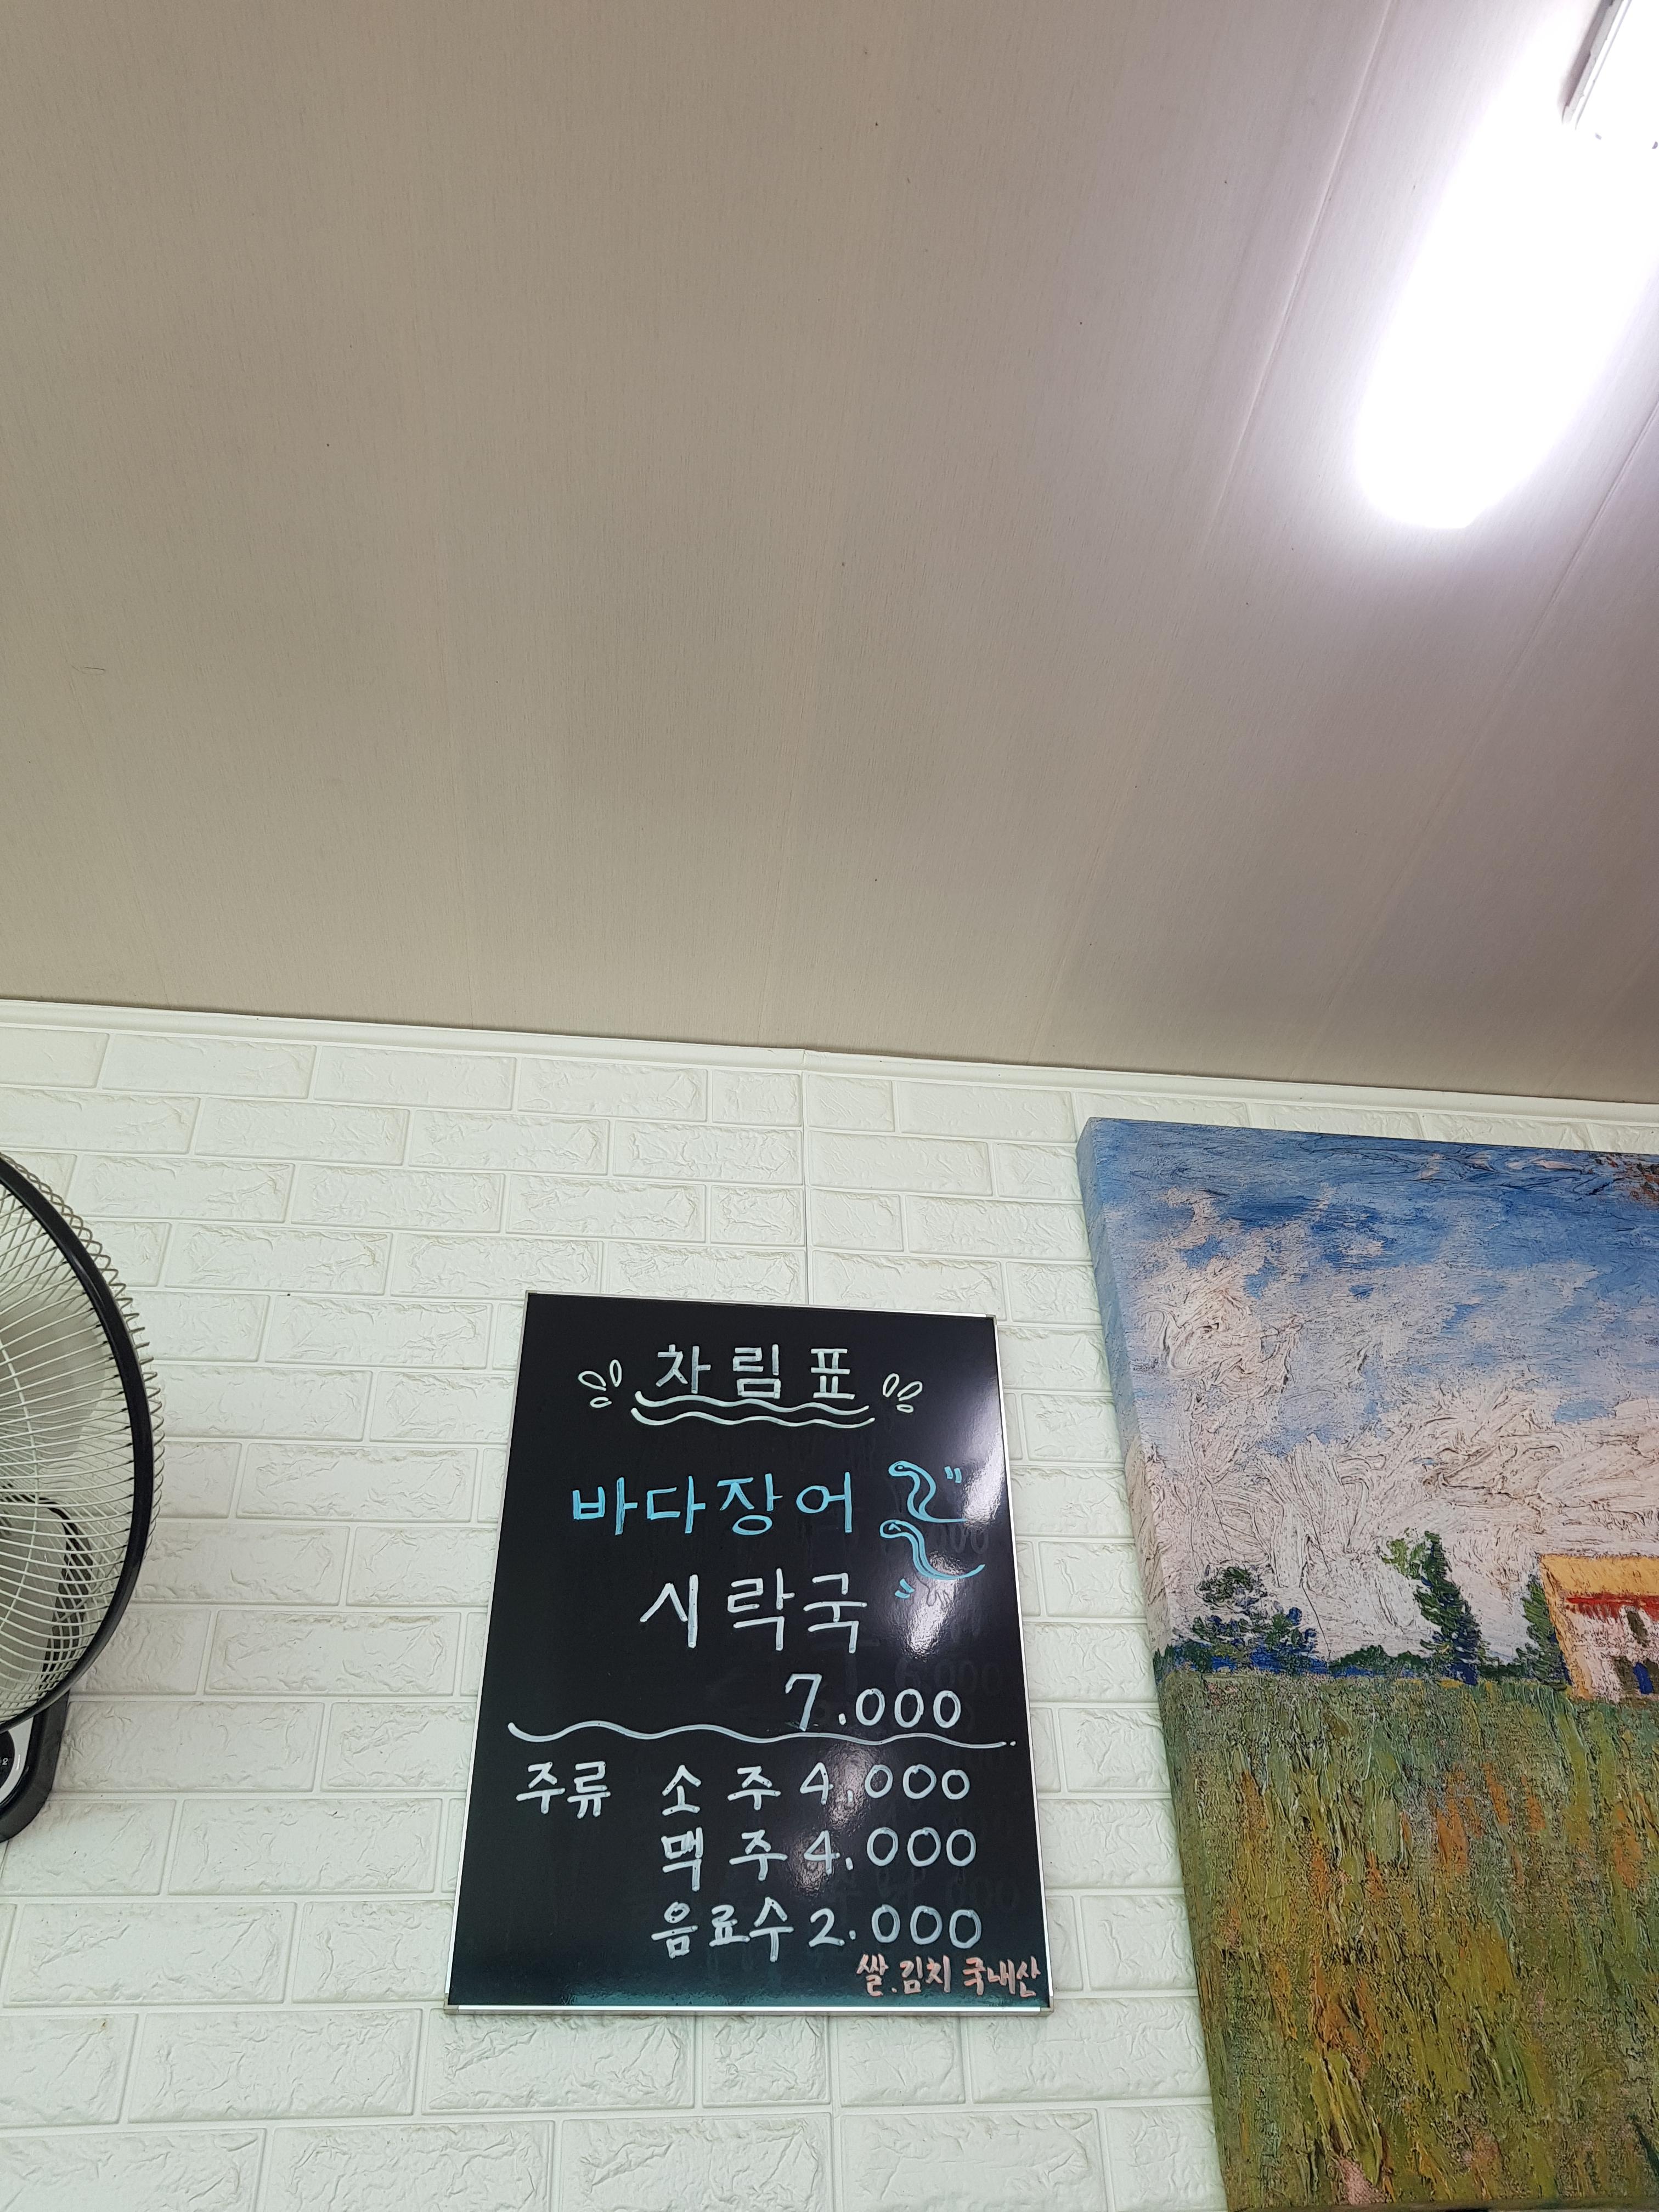 차림표
바다장어
시락국
7.000
주류 소주 4.000
맥주 4.000
음료수 2.000
쌀.김치 국내산